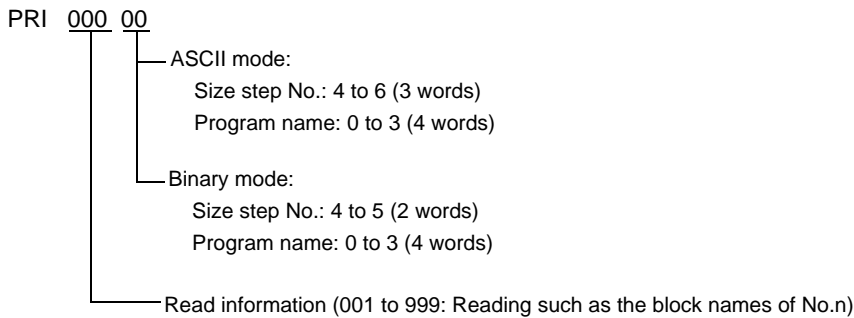 PRI 000 00
ASCII mode:
Size step No.: 4 to 6 (3 words)
Program name: 0 to 3 (4 words)
Binary mode:
Size step No.: 4 to 5 (2 words)
Program name: 0 to 3 (4 words)
Read information (001 to 999: Reading such as the block names of No.n)